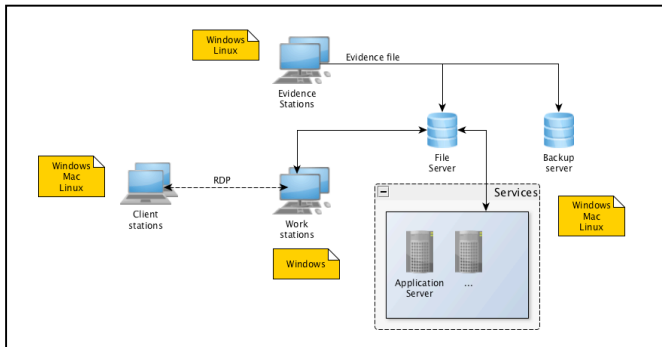 Windows
Linux
Evidence file
Evidence
Stations
File
Server
Backup
server
Windows
Mac
Linux
RDP
Client
stations
Work
stations
Windows
Services
Windows
Mac
Linux
Application
Server
...